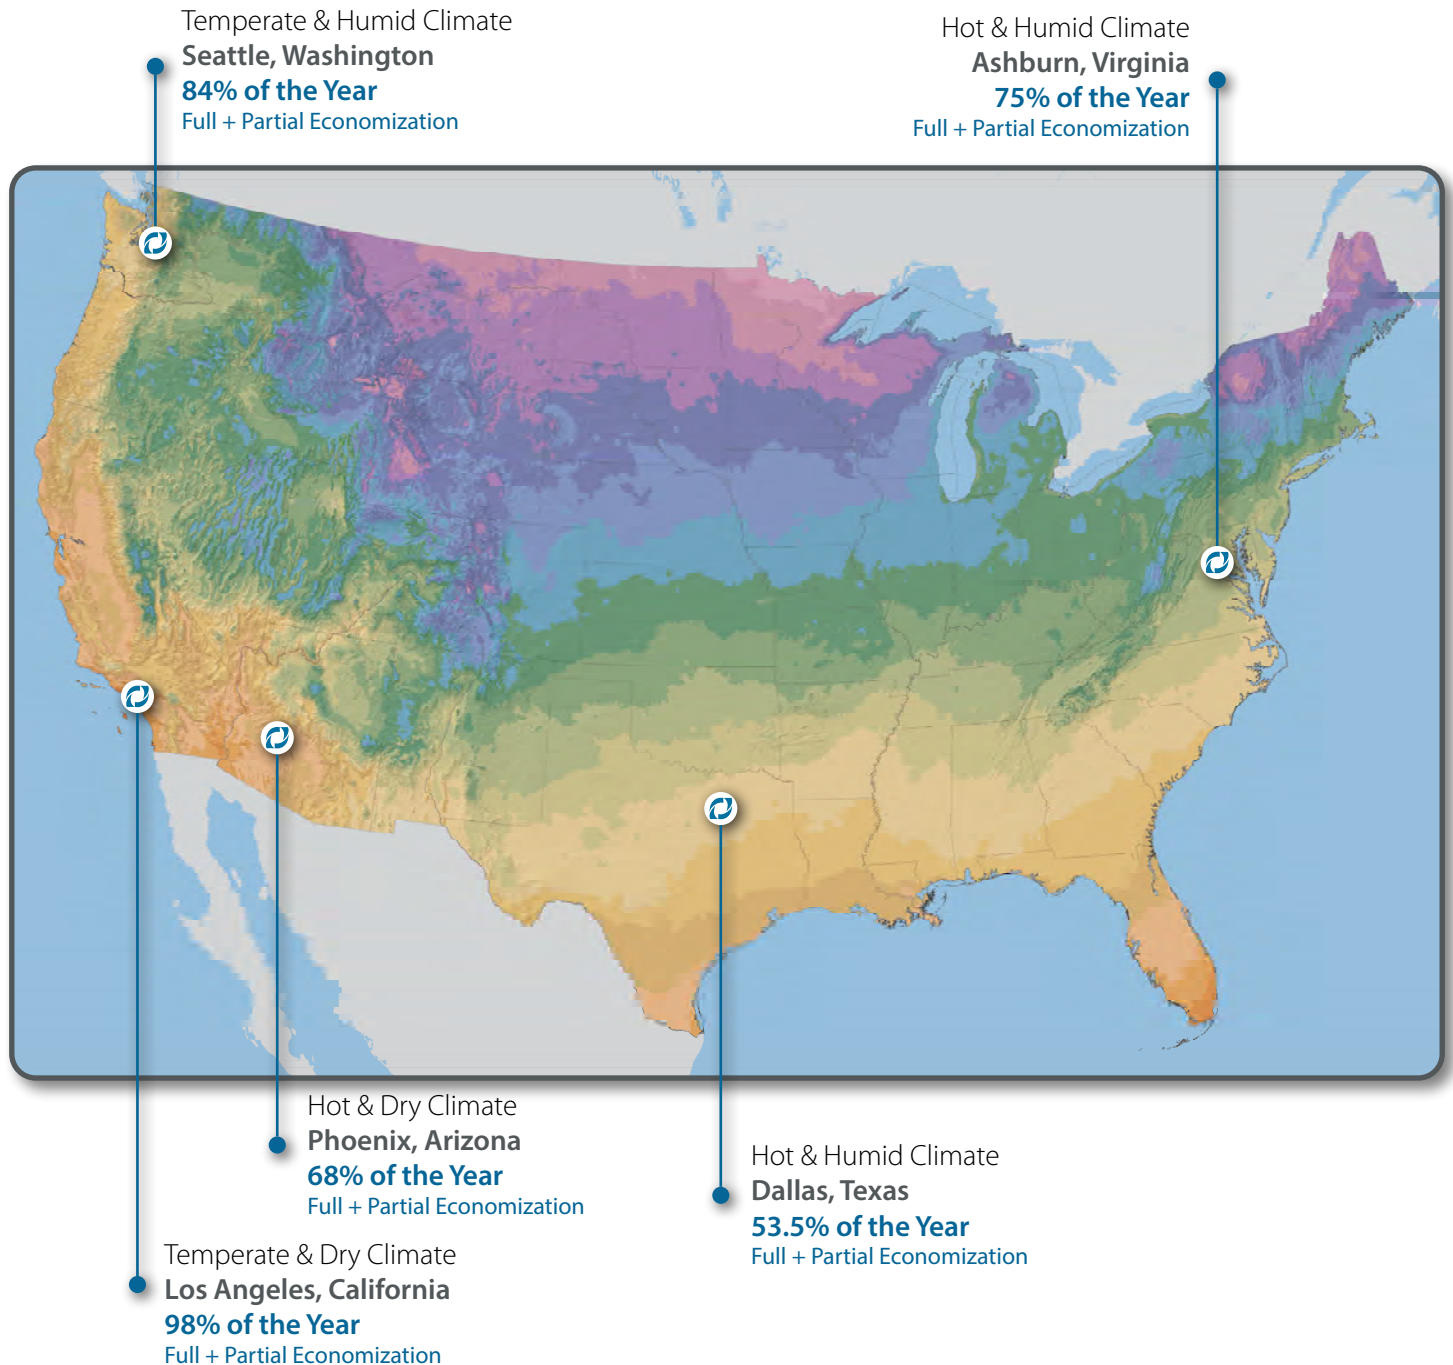 Temperate & Humid Climate
Seattle, Washington
84% of the Year
Full + Partial Economization
Hot & Humid Climate
Ashburn, Virginia
75% of the Year
Full + Partial Economization
Hot & Dry Climate
Phoenix, Arizona
68% of the Year
Full + Partial Economization
Hot & Humid Climate
Dallas, Texas
53.5% of the Year
Full + Partial Economization
Temperate & Dry Climate
Los Angeles, California
98% of the Year
Full + Partial Economization